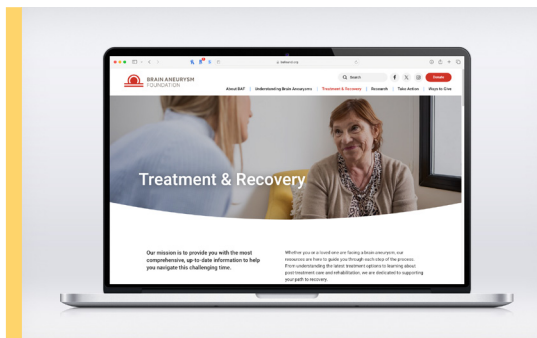 BRAIN ANEURYSM
FOUNDATION
Search
Donate
About BAF | Understanding Brain Aneurysms | Treatment & Recovery | Research | Take Action | Ways to Give
Treatment & Recovery
Our mission is to provide you with the most
comprehensive, up-to-date information to help
you navigate this challenging time.
Whether you or a loved one are facing a brain aneurysm, our
resources are here to guide you through each step of the process.
From understanding the latest treatment options to learning about
post-treatment care and rehabilitation, we are dedicated to supporting
your path to recovery.